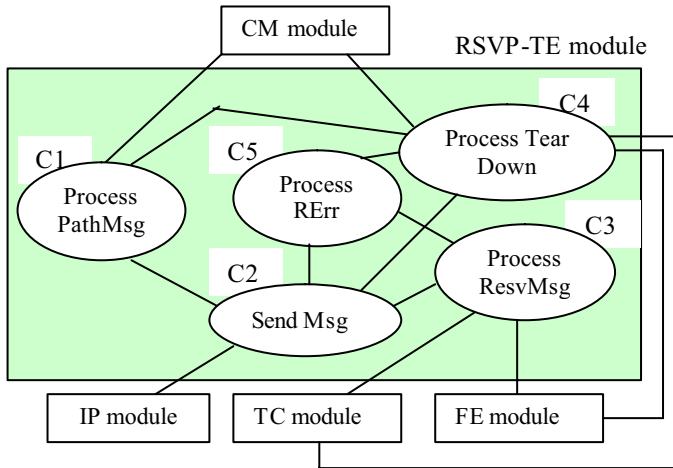 CM module
RSVP-TE module
C4
Process Tear
Down
C1
C5
Process
PathMsg
Process
RErr
C3
Process
ResvMsg
C2
Send Msg
IP module
TC module
FE module